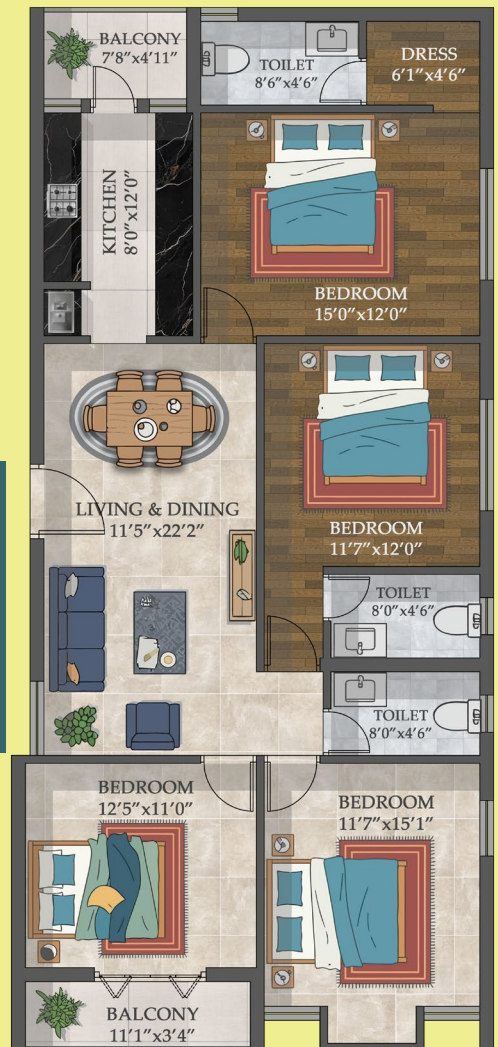 BALCONY
7'8"x4'11"
TOILET
8'6"x4'6"
DRESS
6'1"x4'6"
KITCHEN
8'0"x12'0"
BEDROOM
15'0"x12'0"
LIVING & DINING
11'5"x22'2"
BEDROOM
11'7"x12'0"
TOILET
8'0"x4'6"
TOILET
8'0"x4'6"
BEDROOM
12'5"x11'0"
BEDROOM
11'7"x15'1"
BALCONY
11'1"x3'4"